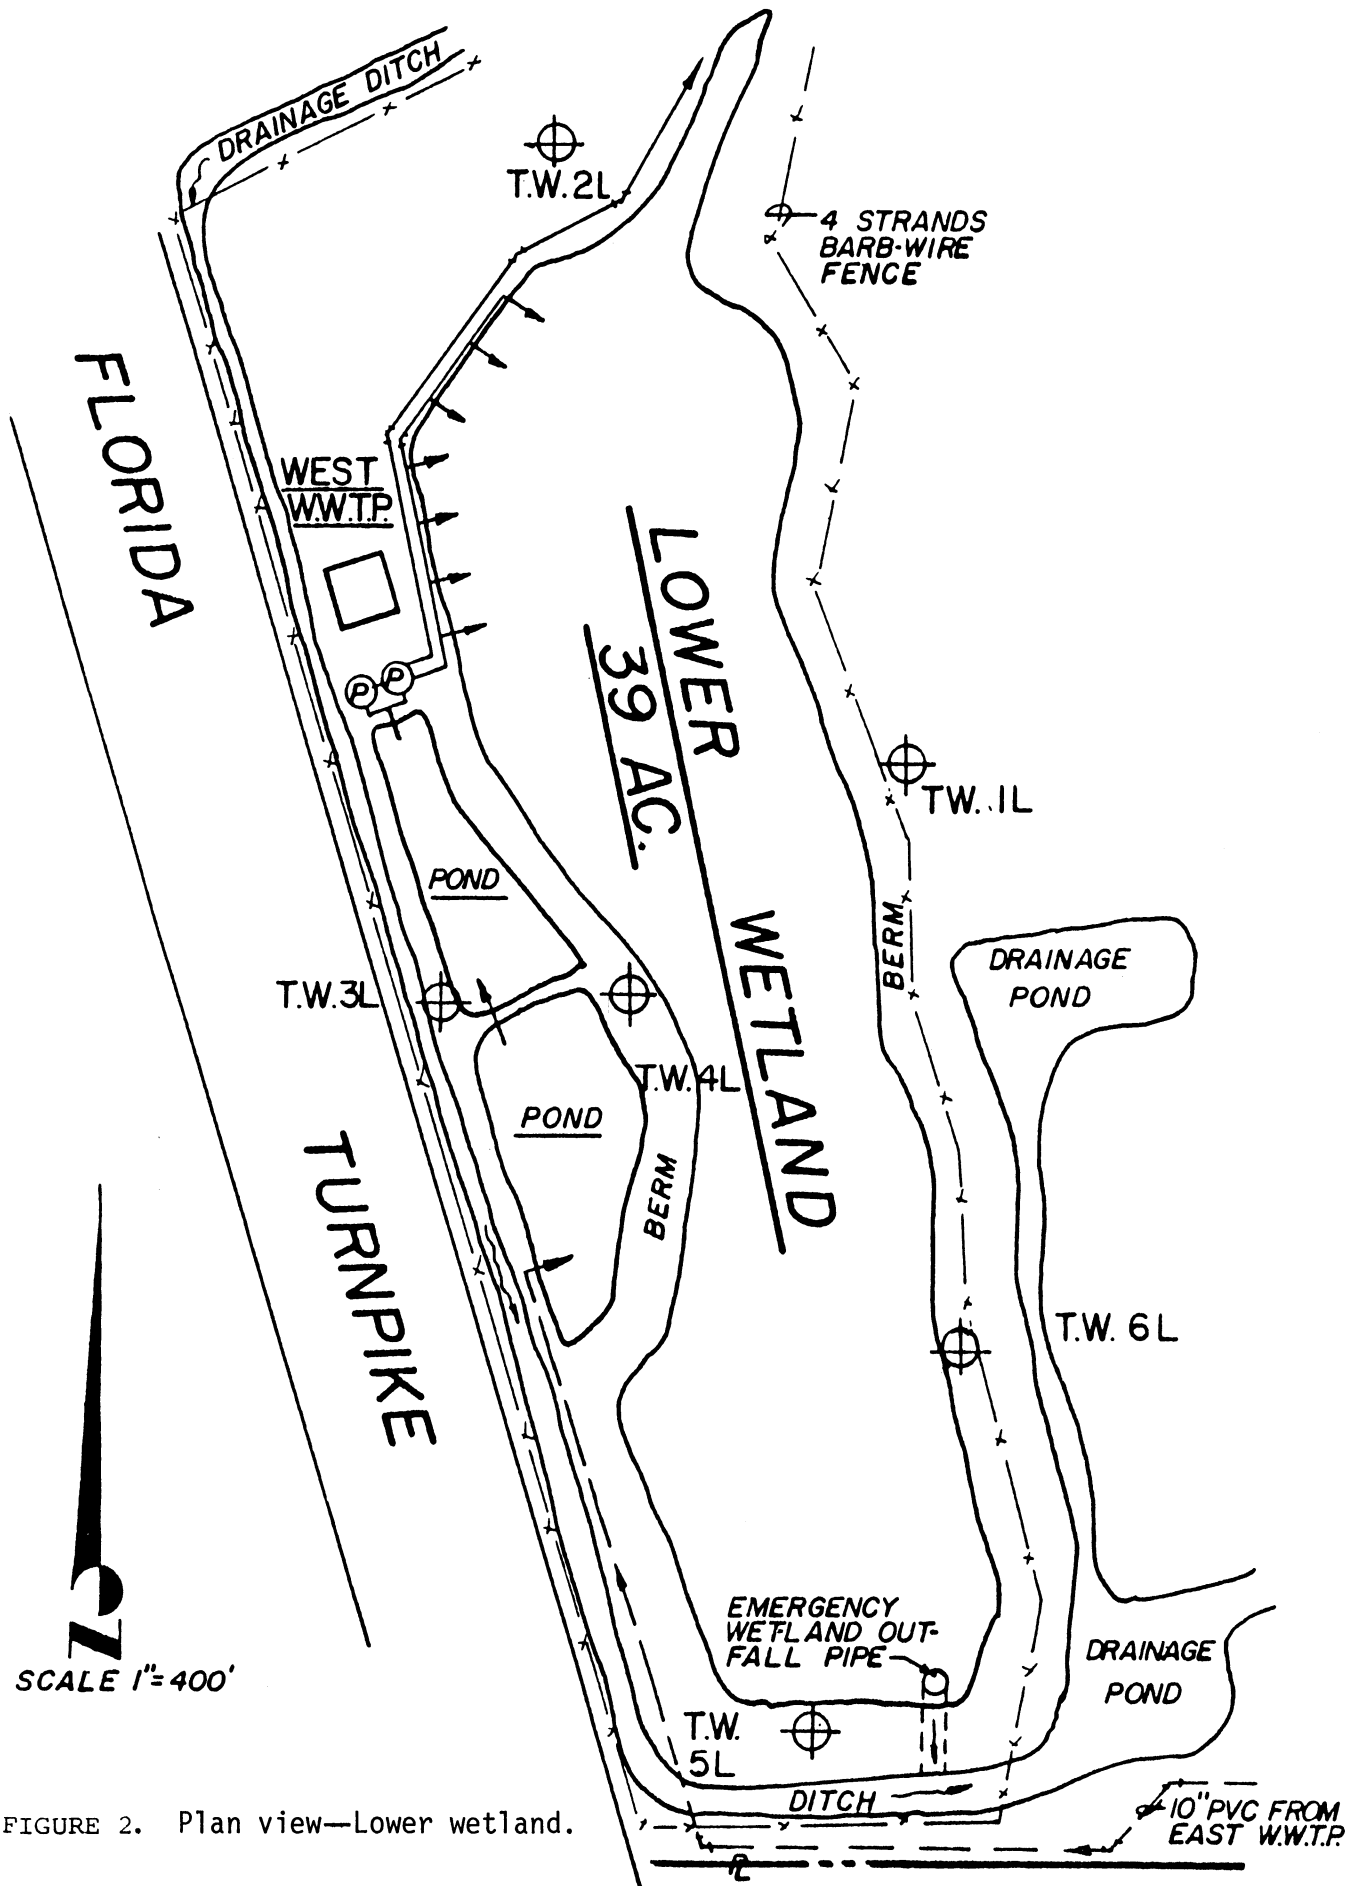 DRAINAGE DITCH
T.W. 2L
4 STRANDS
BARB-WIRE
FENCE
FLORIDA
WEST
W.W.T.P.
LOWER
39 AC.
WETLAND
T.W. 1L
POND
BERM
DRAINAGE
POND
T.W. 3L
T.W. 4L
POND
BERM
TURNPIKE
T.W. 6L
P
P
EMERGENCY
WETLAND OUT-
FALL PIPE
DRAINAGE
POND
N
SCALE 1"=400'
T.W.
5L
DITCH
10" PVC FROM
EAST W.W.T.P.
PL
FIGURE 2. Plan view—Lower wetland.